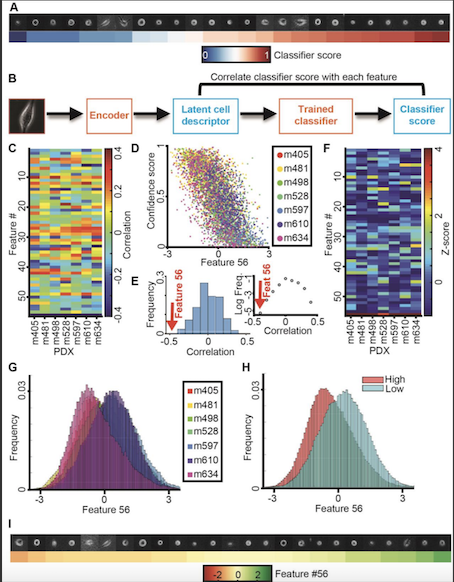 A
0 1 Classifier score
B
Correlate classifier score with each feature
Encoder
Latent cell
descriptor
Trained
classifier
Classifier
score
C
Feature #
10
20
30
40
50
m405
m481
m498
m528
m597
m610
m634
PDX
0.4
0.2
0
-0.2
-0.4
Correlation
D
Confidence score
1
0.5
0
-3 0 3
Feature 56
m405
m481
m498
m528
m597
m610
m634
E
Frequency
0.3
0
Feature 56
-0.5 0 0.5
Correlation
Log Freq.
-1
-3
-5
Feat 56
-0.5 0 0.5
Correlation
F
10
20
30
40
50
m405
m481
m498
m528
m597
m610
m634
PDX
4
2
0
Z-score
G
Frequency
0.03
0
-3 0 3
Feature 56
m405
m481
m498
m528
m597
m610
m634
H
Frequency
0.03
0
-3 0 3
Feature 56
High
Low
I
-2 0 2 Feature #56